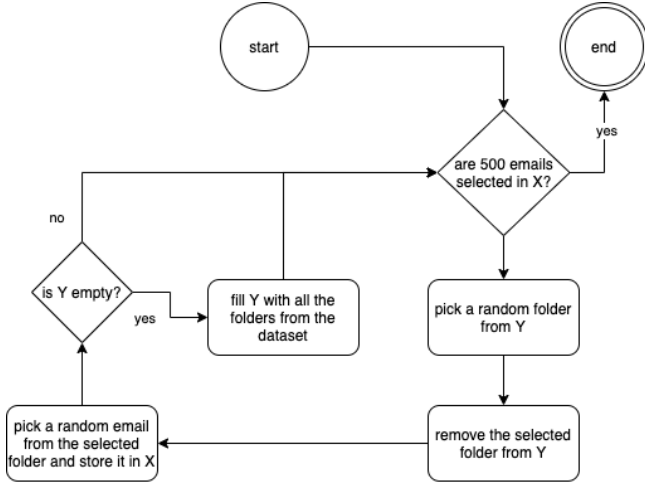 start
end
yes
are 500 emails
selected in X?
no
is Y empty?
yes
fill Y with all the
folders from the
dataset
pick a random folder
from Y
pick a random email
from the selected
folder and store it in X
remove the selected
folder from Y